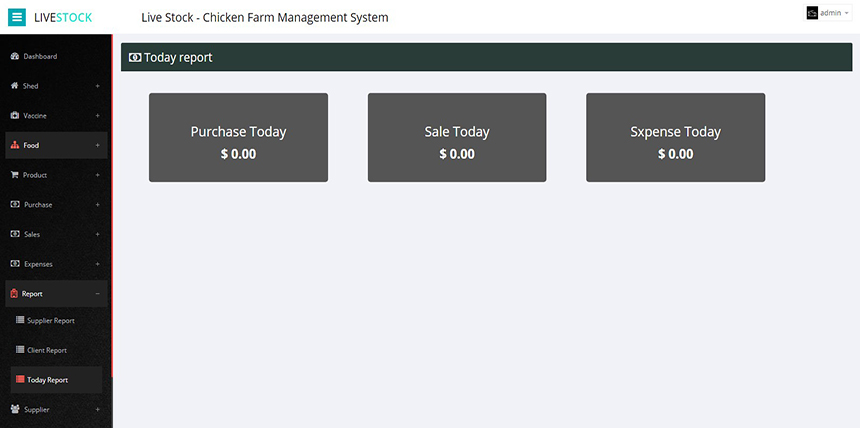 LIVESTOCK
Live Stock - Chicken Farm Management System
admin
Dashboard
Shed +
Vaccine +
Food +
Product +
Purchase +
Sales +
Expenses +
Report −
Supplier Report
Client Report
Today Report
Supplier +
Today report
Purchase Today
$ 0.00
Sale Today
$ 0.00
Sxpense Today
$ 0.00